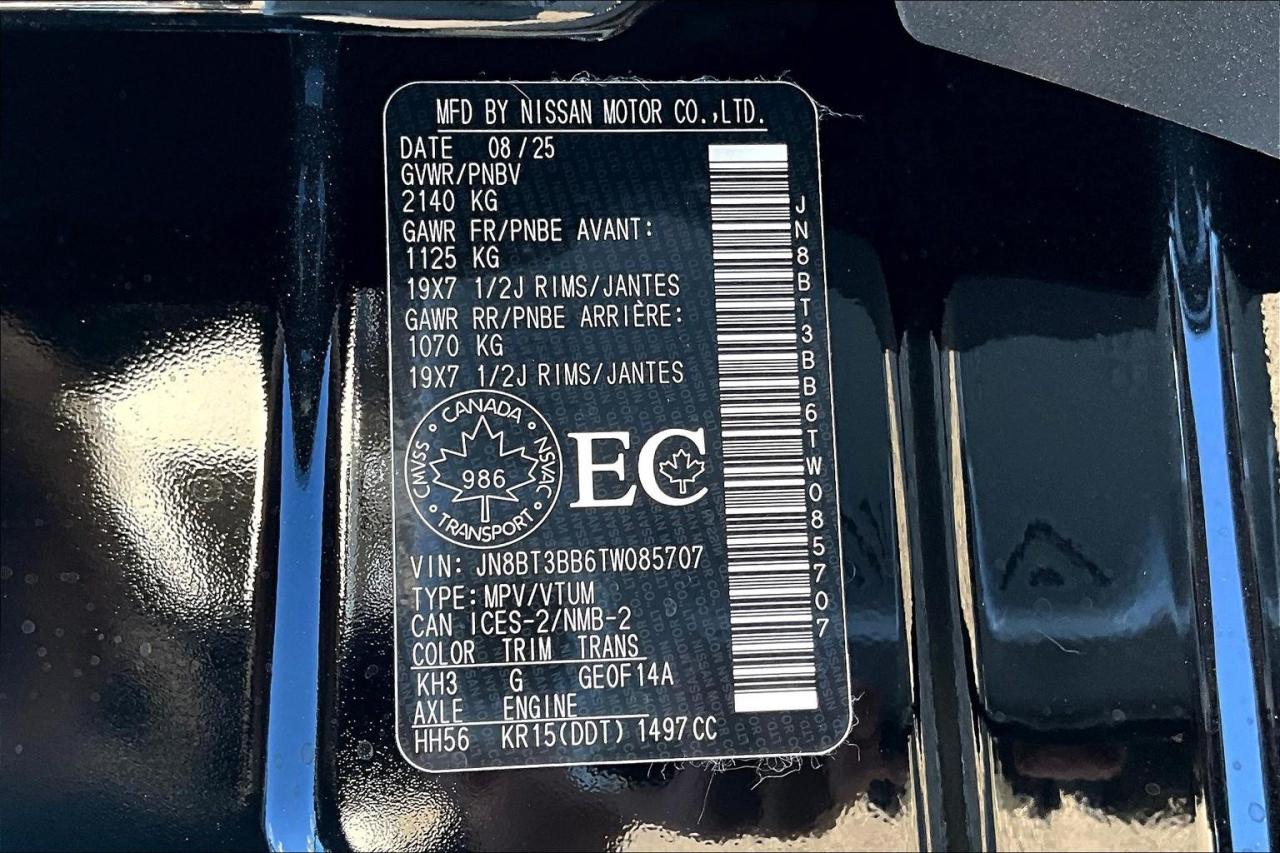 MFD BY NISSAN MOTOR CO.,LTD.
DATE 08/25
GVWR/PNBV
2140 KG
GAWR FR/PNBE AVANT:
1125 KG
19X7 1/2J RIMS/JANTES
GAWR RR/PNBE ARRIÈRE:
1070 KG
19X7 1/2J RIMS/JANTES
CANADA
CMVSS · NSVAC
986
TRANSPORT
EC
VIN: JN8BT3BB6TW085707
TYPE: MPV/VTUM
CAN ICES-2/NMB-2
COLOR TRIM TRANS
KH3 G GE0F14A
AXLE ENGINE
HH56 KR15(DDT) 1497CC
JN8BT3BB6TW085707